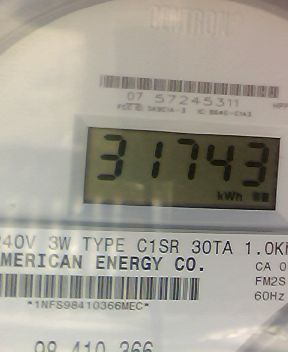 CENTRON
07 57245311
31743
kWh
240V 3W TYPE C1SR 30TA 1.0K
AMERICAN ENERGY CO.
CA 0
FM2S
60Hz
*1NFS98410366MEC*
98 410 366